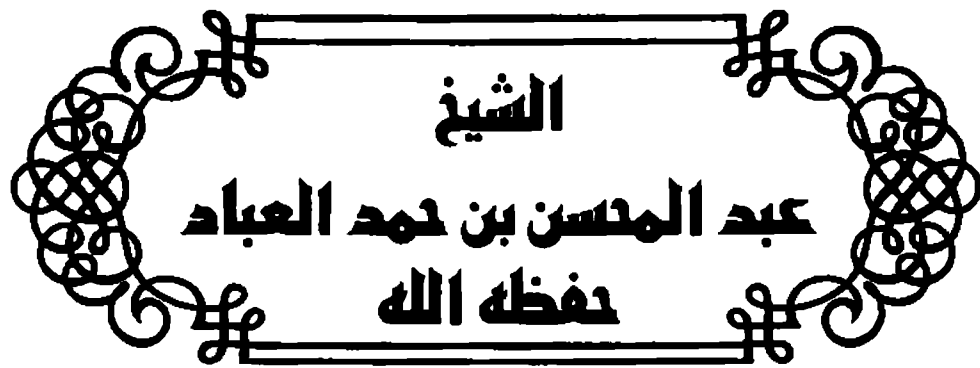 الشيخ
عبد المحسن بن حمد العباد
حفظه الله